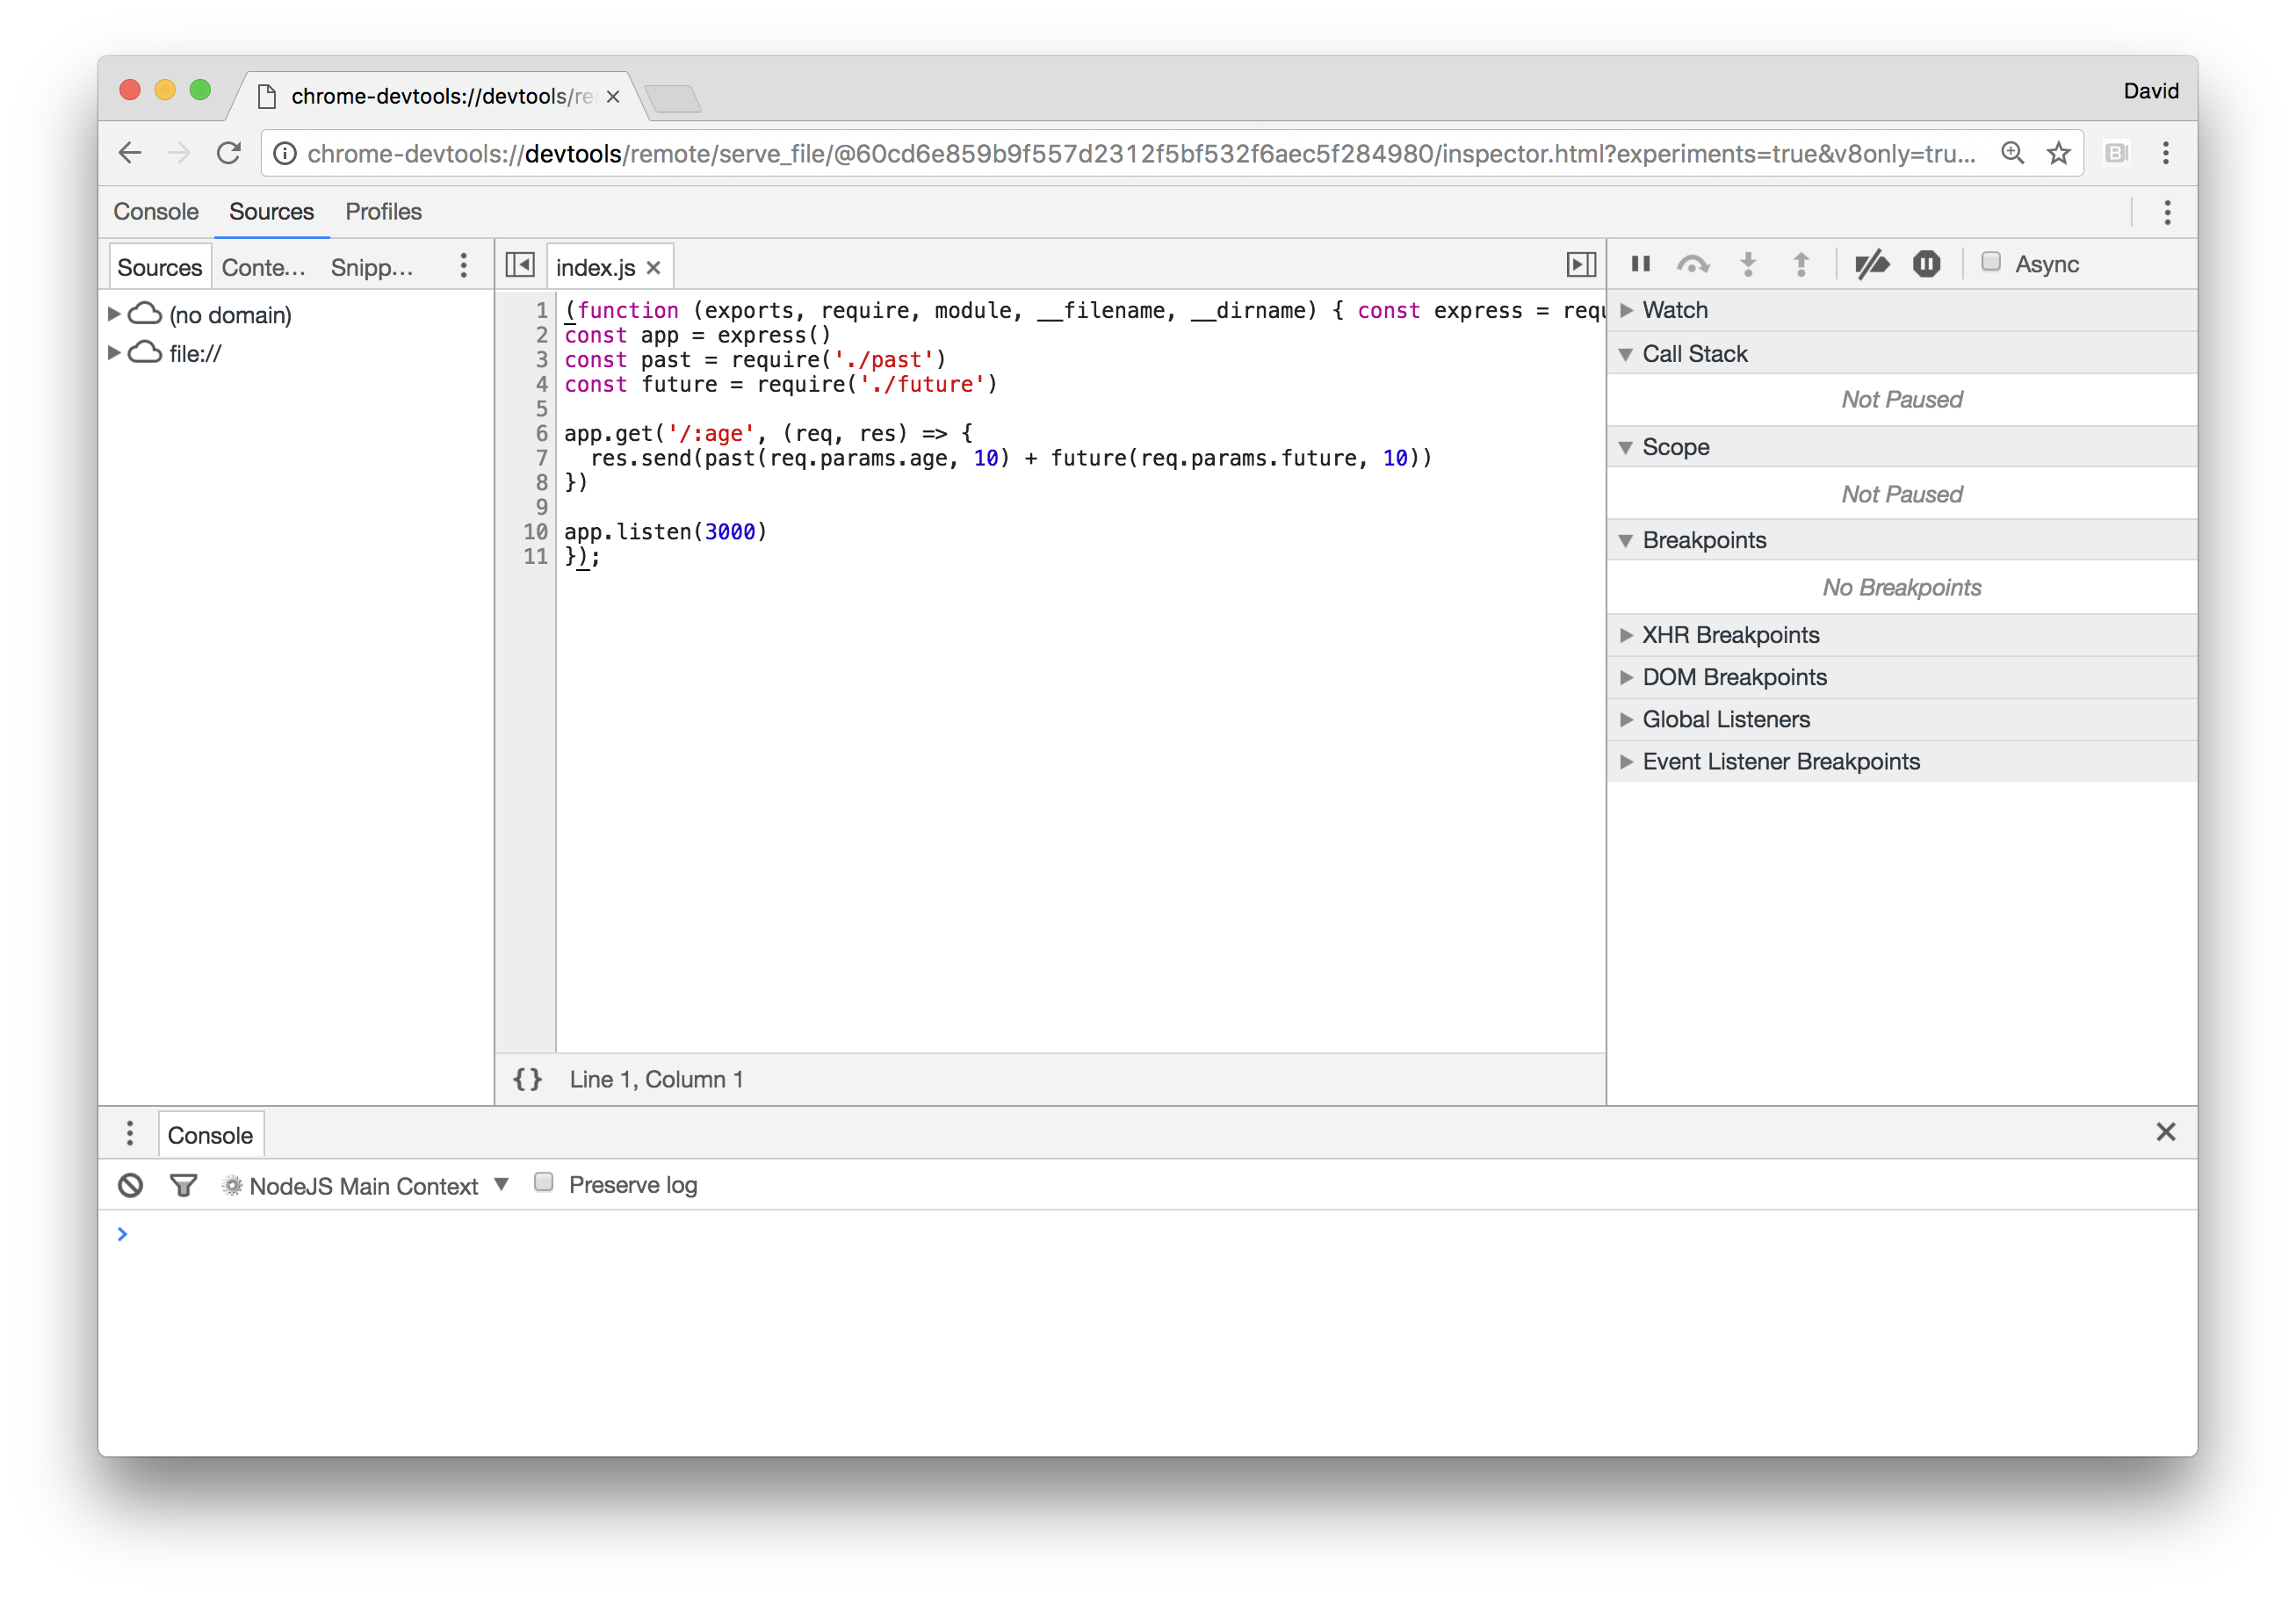 chrome-devtools://devtools/re
David
chrome-devtools://devtools/remote/serve_file/@60cd6e859b9f557d2312f5bf532f6aec5f284980/inspector.html?experiments=true&v8only=tru...
Console Sources Profiles
Sources Conte... Snipp...
(no domain)
file://
index.js
1 (function (exports, require, module, __filename, __dirname) { const express = requ
2 const app = express()
3 const past = require('./past')
4 const future = require('./future')
5
6 app.get('/:age', (req, res) => {
7 res.send(past(req.params.age, 10) + future(req.params.future, 10))
8 })
9
10 app.listen(3000)
11 });
{} Line 1, Column 1
Async
Watch
Call Stack
Not Paused
Scope
Not Paused
Breakpoints
No Breakpoints
XHR Breakpoints
DOM Breakpoints
Global Listeners
Event Listener Breakpoints
Console
NodeJS Main Context Preserve log